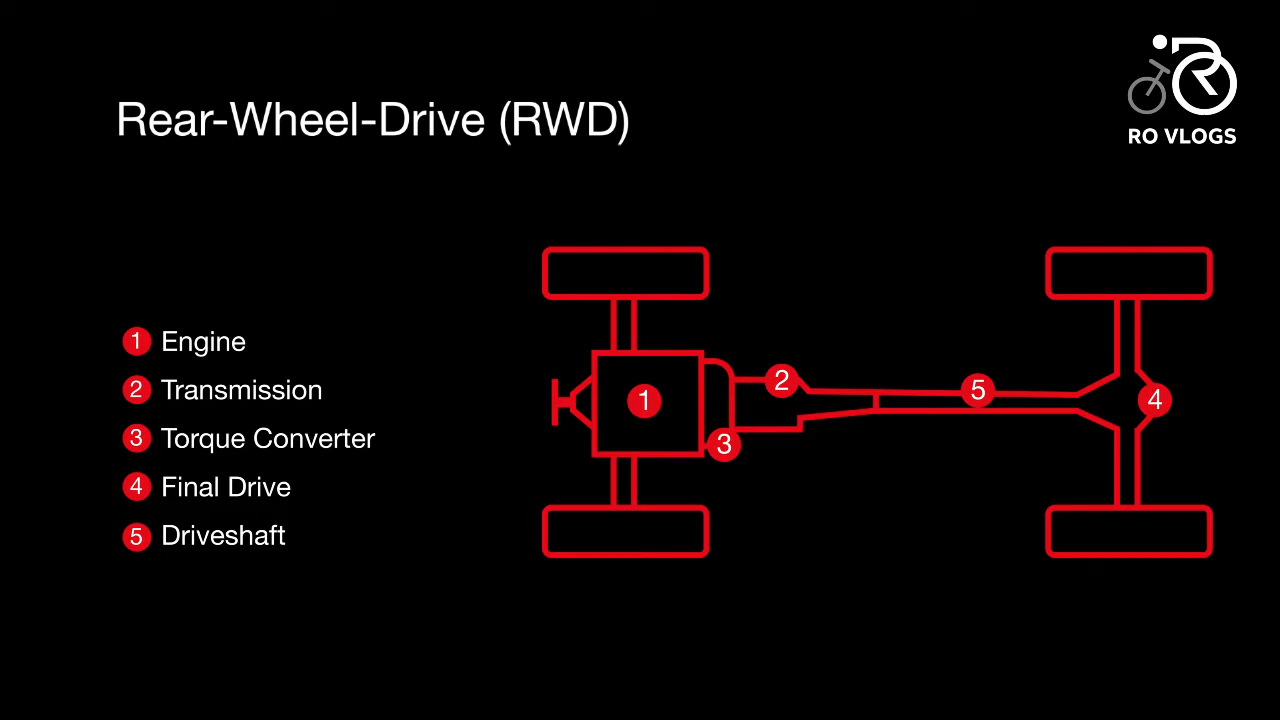 RO VLOGS
Rear-Wheel-Drive (RWD)
1 Engine
2 Transmission
3 Torque Converter
4 Final Drive
5 Driveshaft
1
2
3
5
4